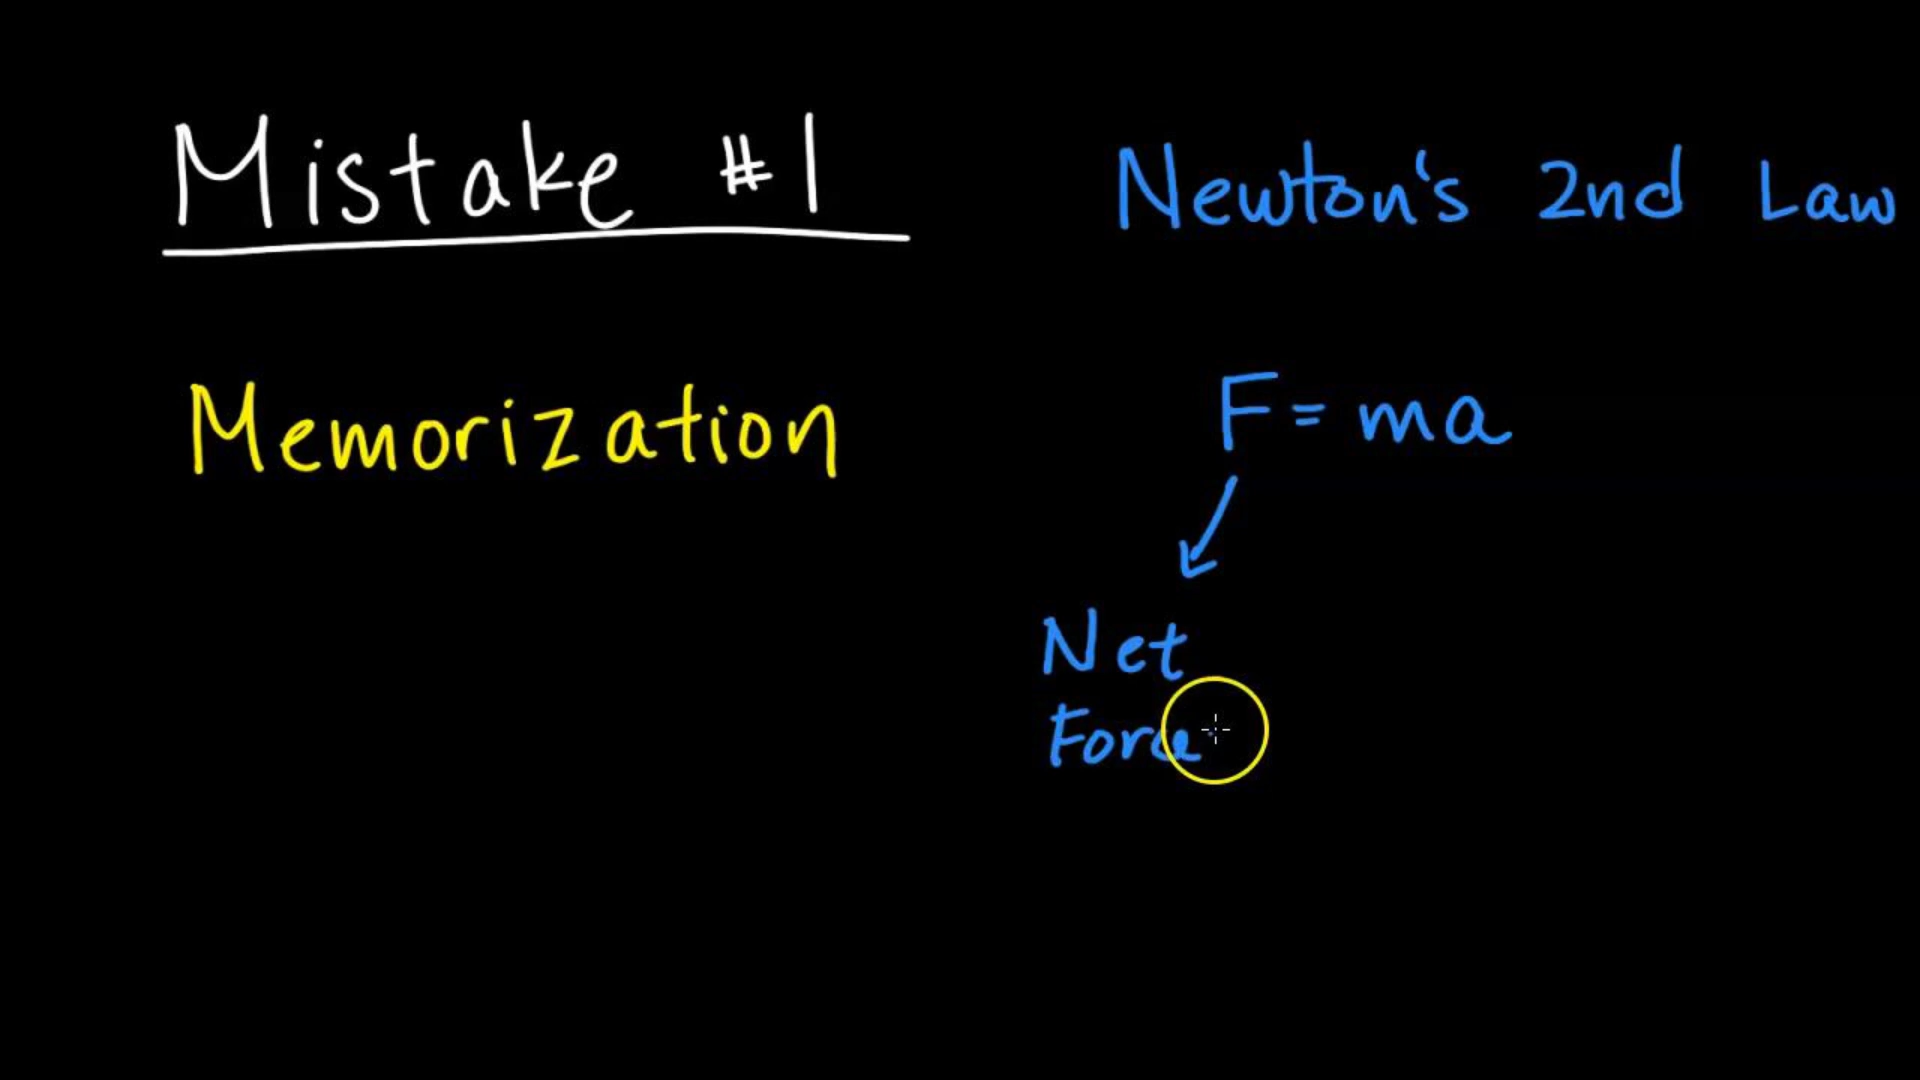 Mistake #1
Newton's 2nd Law
Memorization
F = ma
Net
Force